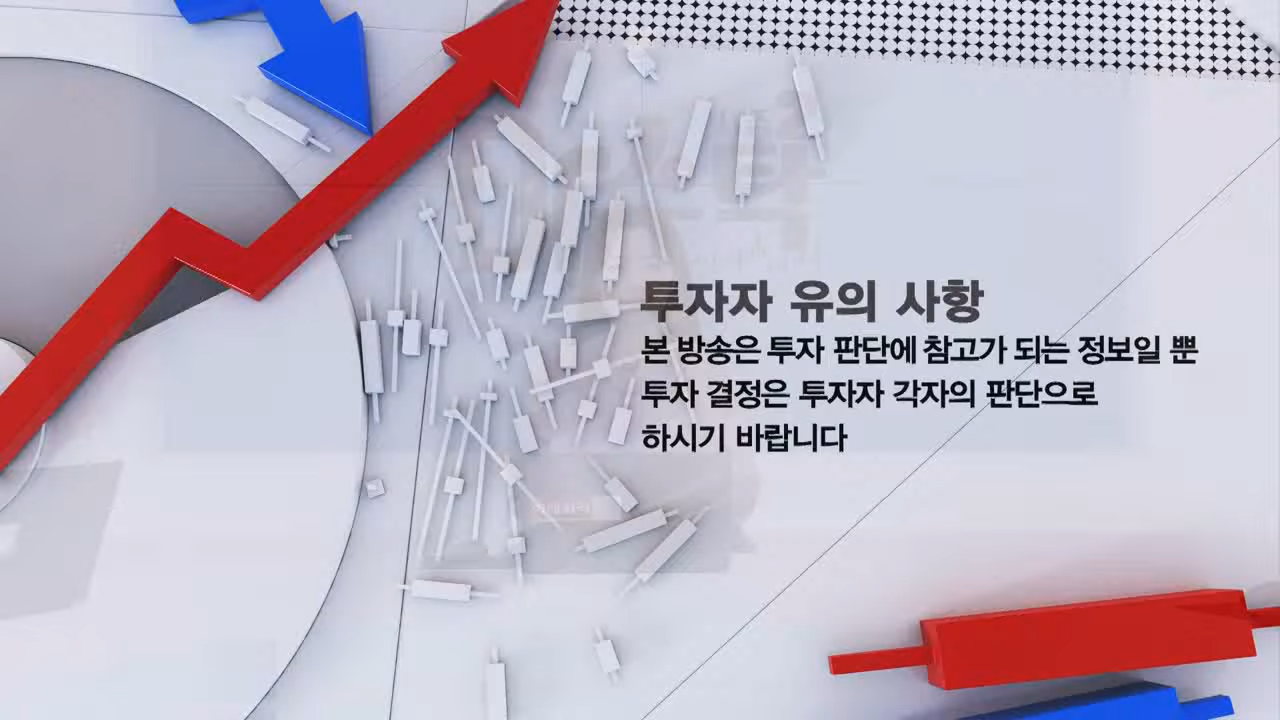 투자자 유의 사항
본 방송은 투자 판단에 참고가 되는 정보일 뿐
투자 결정은 투자자 각자의 판단으로
하시기 바랍니다